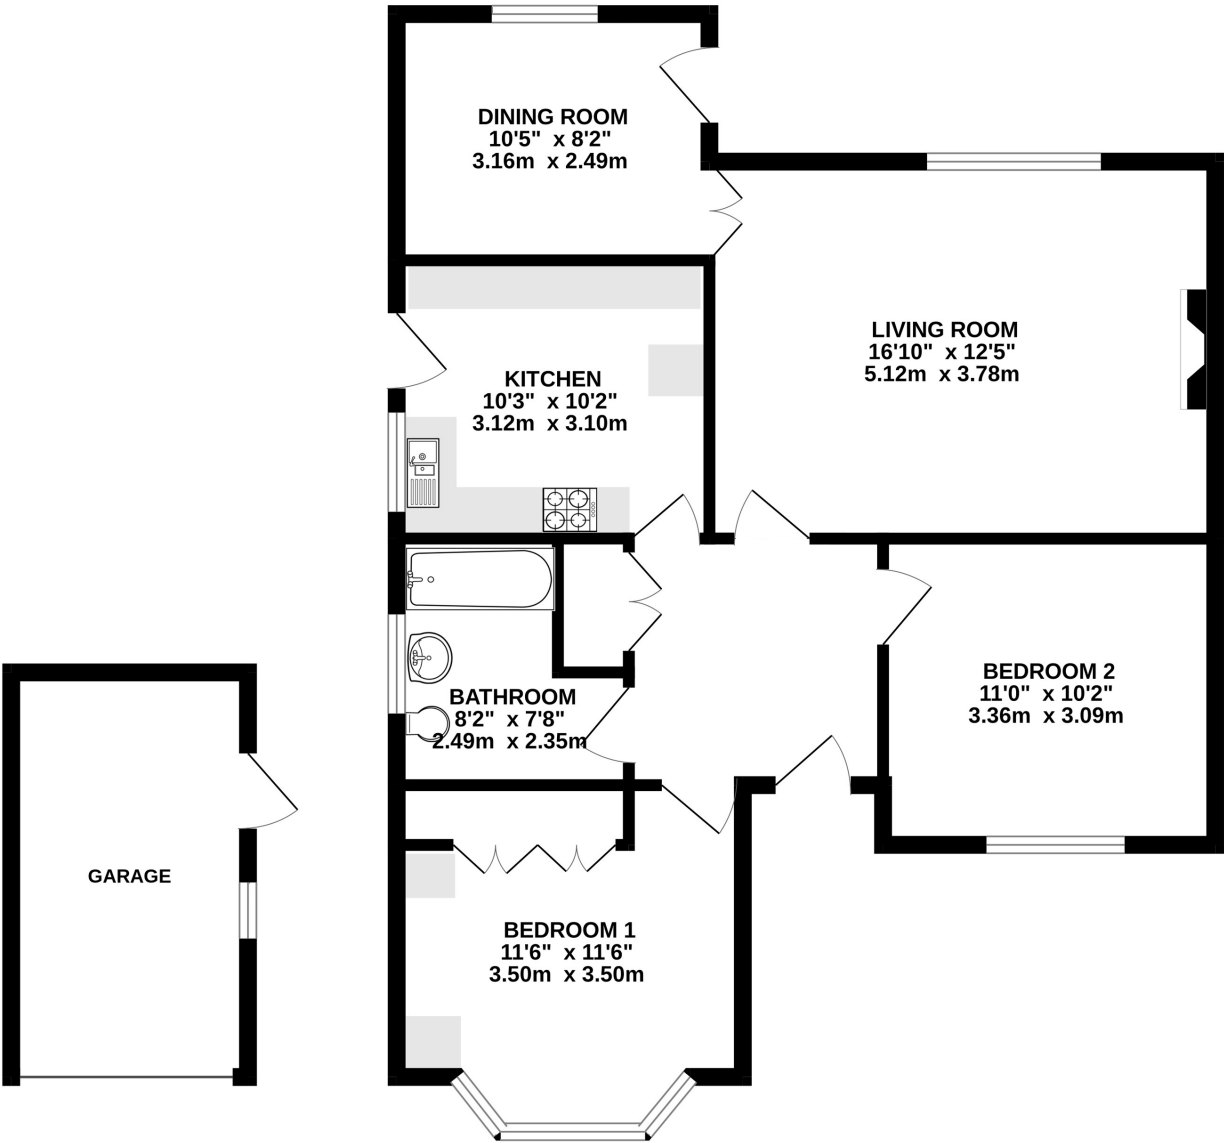 DINING ROOM
10'5" x 8'2"
3.16m x 2.49m
LIVING ROOM
16'10" x 12'5"
5.12m x 3.78m
KITCHEN
10'3" x 10'2"
3.12m x 3.10m
BEDROOM 2
11'0" x 10'2"
3.36m x 3.09m
BATHROOM
8'2" x 7'8"
2.49m x 2.35m
GARAGE
BEDROOM 1
11'6" x 11'6"
3.50m x 3.50m